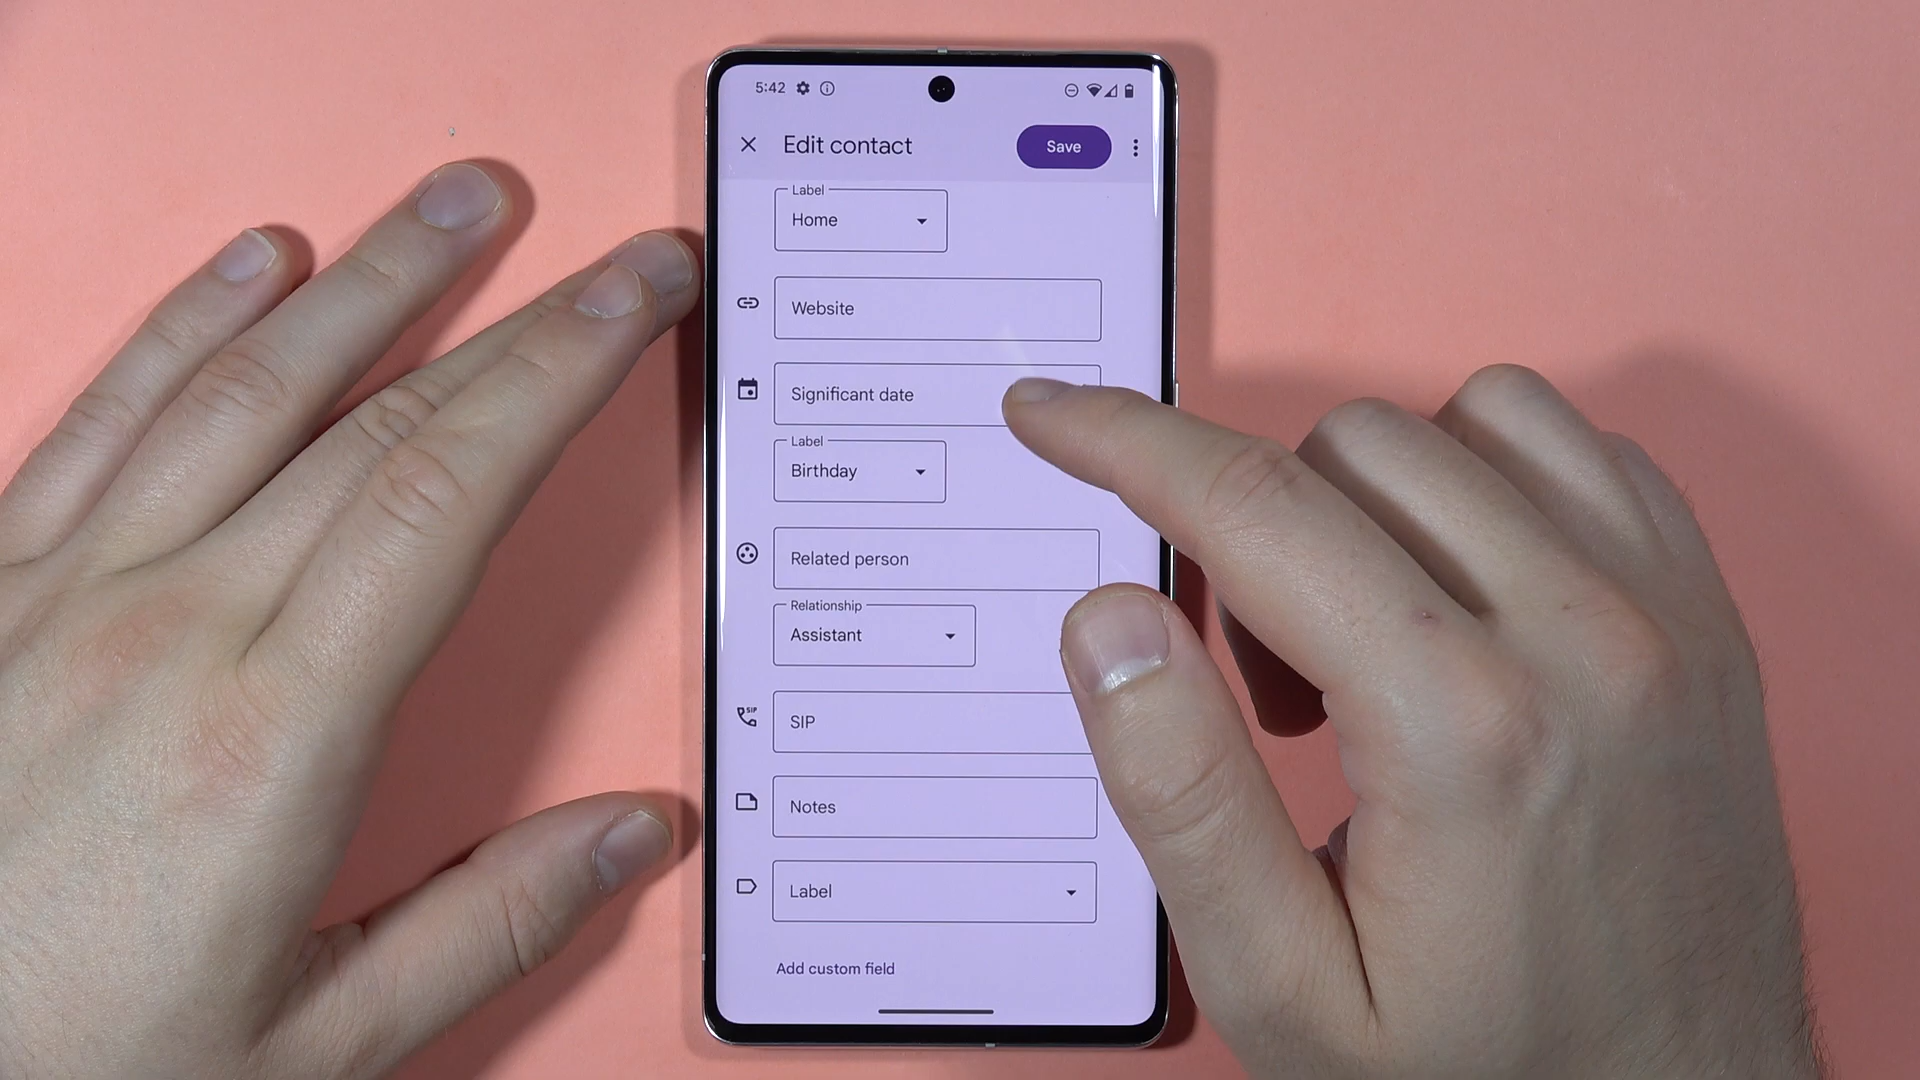 5:42
Edit contact
Save
Label
Home
Website
Significant date
Label
Birthday
Related person
Relationship
Assistant
SIP
SIP
Notes
Label
Add custom field